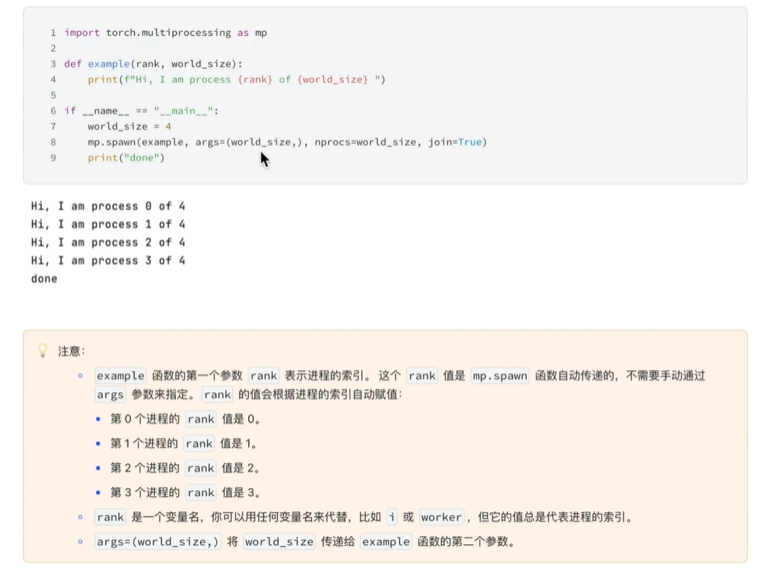 1 import torch.multiprocessing as mp
2
3 def example(rank, world_size):
4     print(f"Hi, I am process {rank} of {world_size} ")
5
6 if __name__ == "__main__":
7     world_size = 4
8     mp.spawn(example, args=(world_size,), nprocs=world_size, join=True)
9     print("done")
Hi, I am process 0 of 4
Hi, I am process 1 of 4
Hi, I am process 2 of 4
Hi, I am process 3 of 4
done
注意：
example 函数的第一个参数 rank 表示进程的索引。 这个 rank 值是 mp.spawn 函数自动传递的，不需要手动通过
args 参数来指定。 rank 的值会根据进程的索引自动赋值：
第 0 个进程的 rank 值是 0。
第 1 个进程的 rank 值是 1。
第 2 个进程的 rank 值是 2。
第 3 个进程的 rank 值是 3。
rank 是一个变量名，你可以用任何变量名来代替，比如 i 或 worker ，但它的值总是代表进程的索引。
args=(world_size,) 将 world_size 传递给 example 函数的第二个参数。